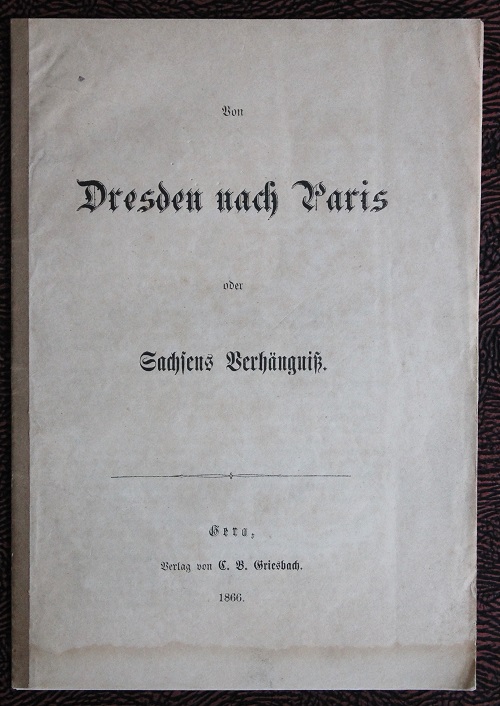 Von
Dresden nach Paris
oder
Sachsens Verhängniß.
Gera,
Verlag von C. B. Griesbach.
1866.